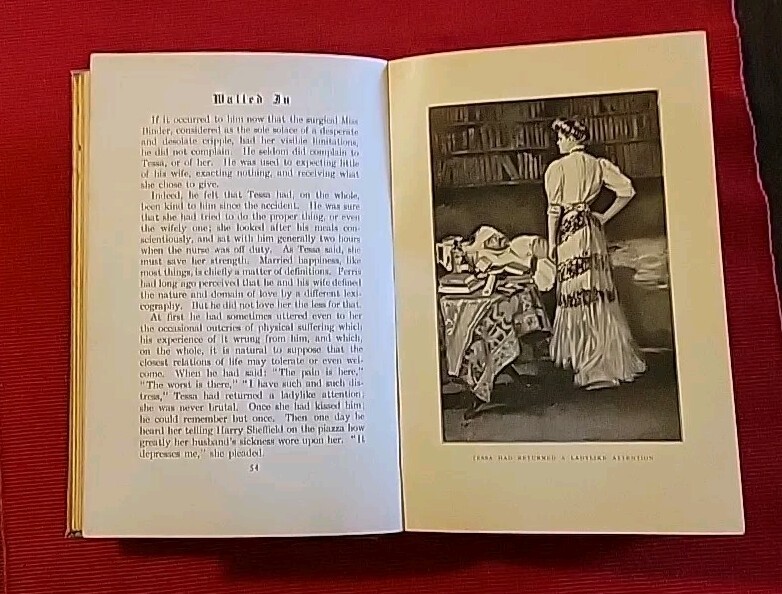 Walled In
If it occurred to him now that the surgical Miss
Binder, considered as the sole solace of a desperate
and desolate cripple, had her visible limitations,
he did not complain. He seldom did complain to
Tessa, or of her. He was used to expecting little
of his wife, exacting nothing, and receiving what
she chose to give.
Indeed, he felt that Tessa had, on the whole,
been kind to him since the accident. He was sure
that she had tried to do the proper thing, or even
the wifely one; she looked after his meals con-
scientiously, and sat with him generally two hours
when the nurse was off duty. As Tessa said, she
must save her strength. Married happiness, like
most things, is chiefly a matter of definitions. Ferris
had long ago perceived that he and his wife defined
the nature and domain of love by a different lexi-
cography. But he did not love her the less for that.
At first he had sometimes uttered even to her
the occasional outcries of physical suffering which
his experience of it wrung from him, and which,
on the whole, it is natural to suppose that the
closest relations of life may tolerate or even wel-
come. When he had said: "The pain is here,"
"The worst is there," "I have such and such dis-
tress," Tessa had returned a ladylike attention;
she was never brutal. Once she had kissed him;
he could remember but once. Then one day he
heard her telling Harry Sheffield on the piazza how
greatly her husband's sickness wore upon her. "It
depresses me," she pleaded.
54
TESSA HAD RETURNED A LADYLIKE ATTENTION